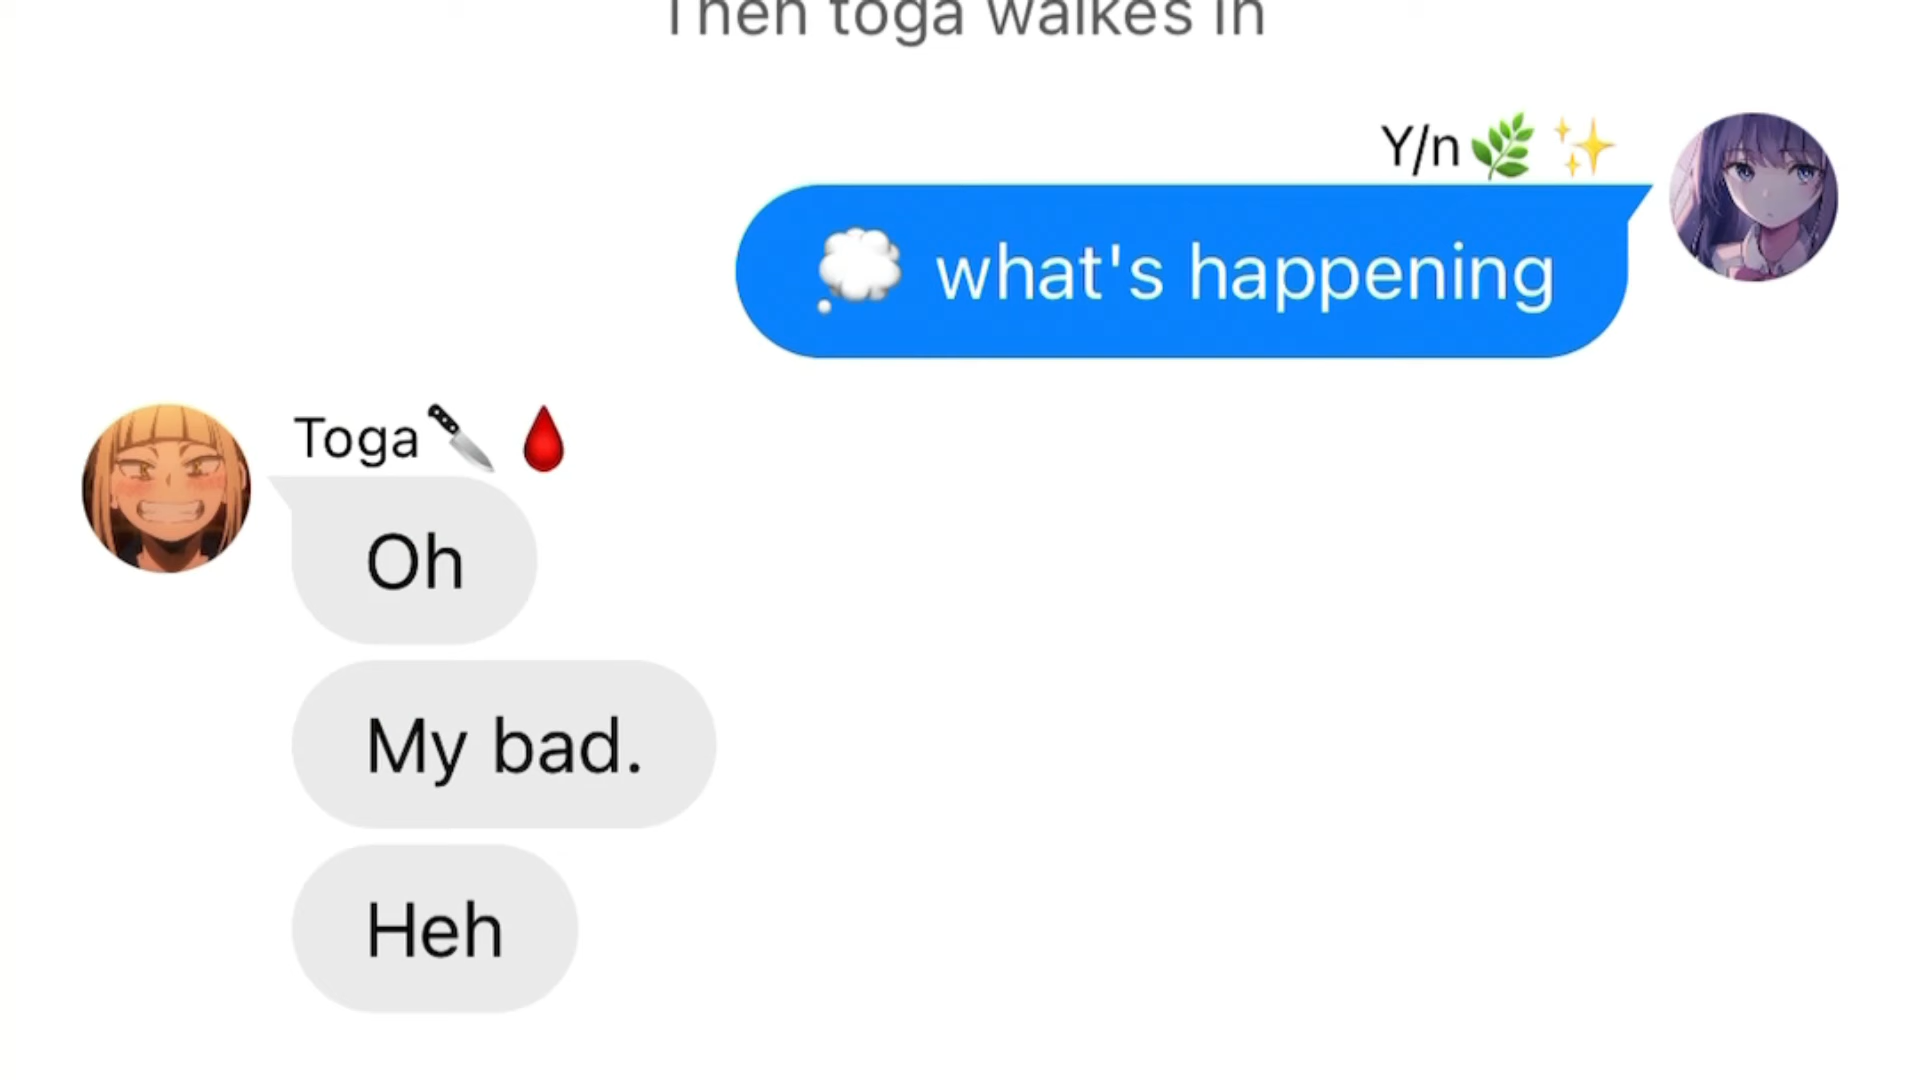 Then toga walkes in
Y/n🌿 ✨
💭 what's happening
Toga🔪 🩸
Oh
My bad.
Heh